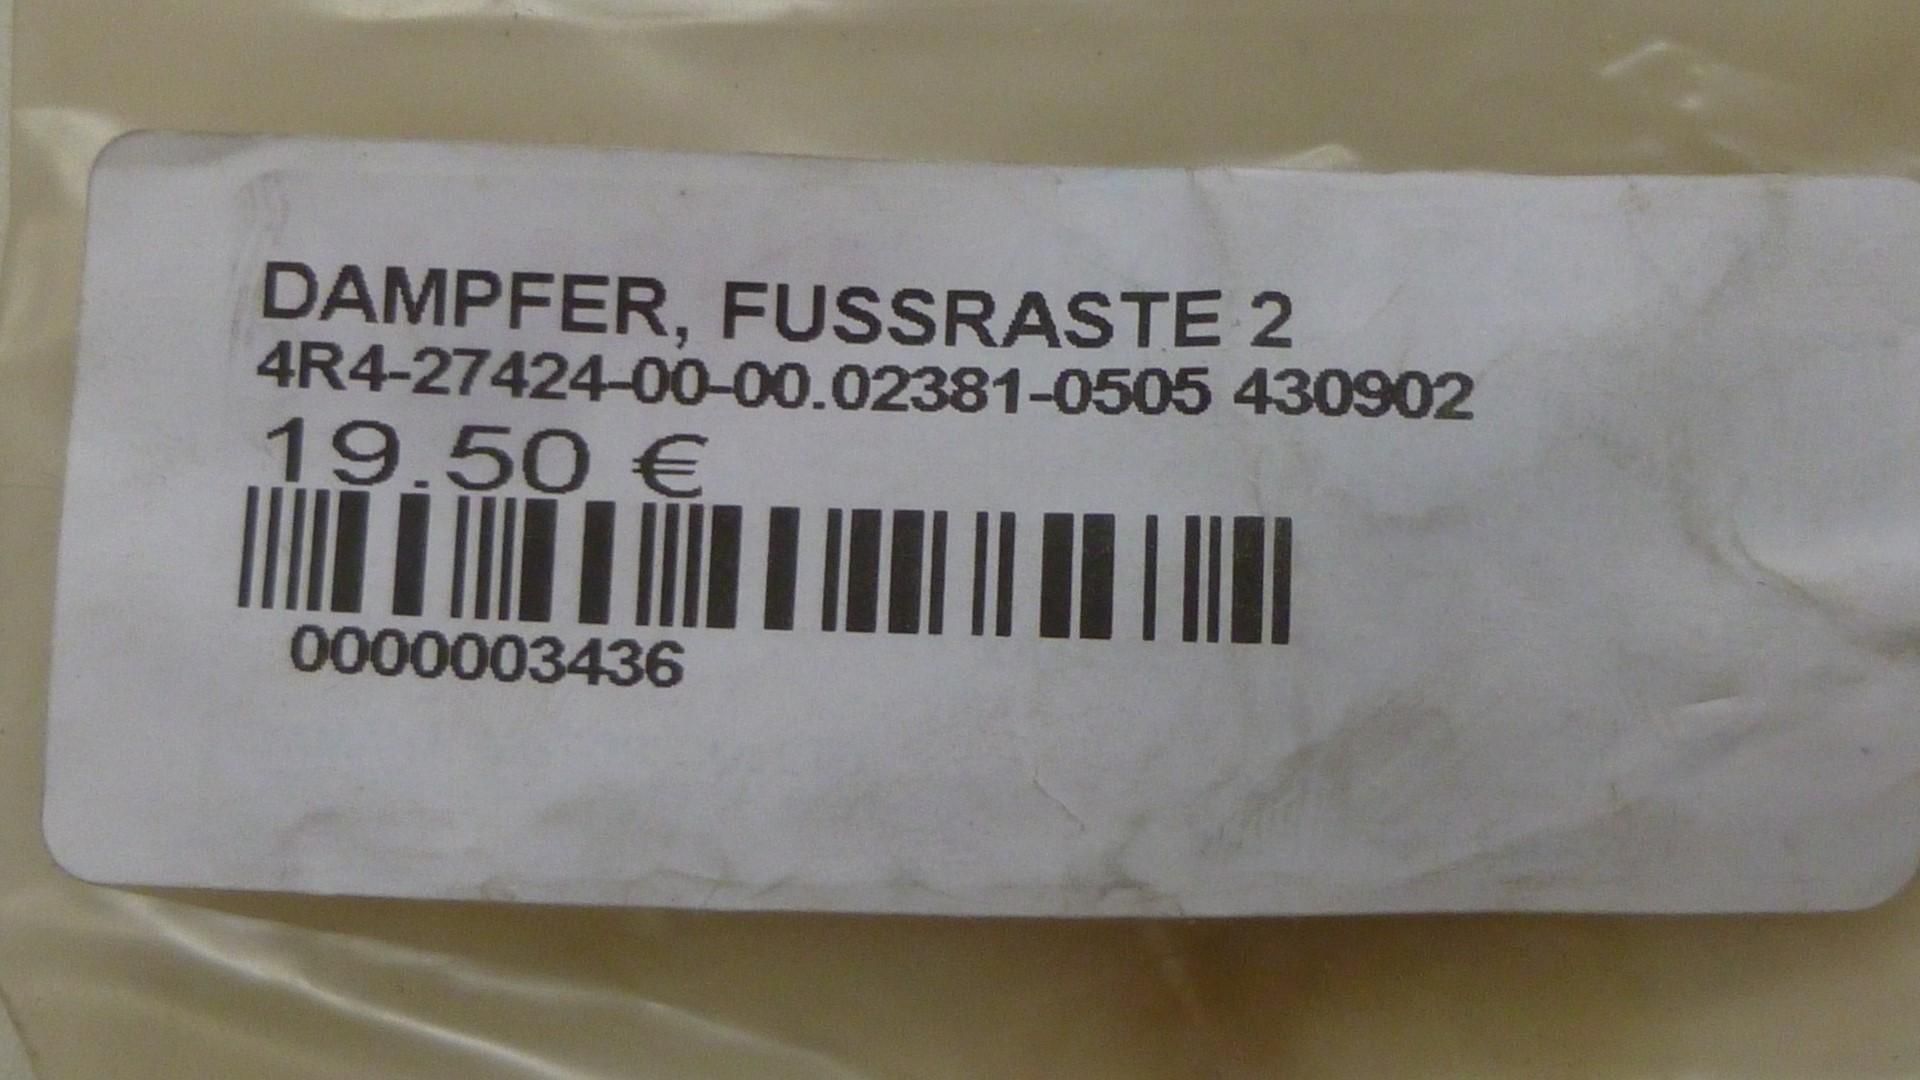 DAMPFER, FUSSRASTE 2
4R4-27424-00-00.02381-0505 430902
19.50 €
0000003436